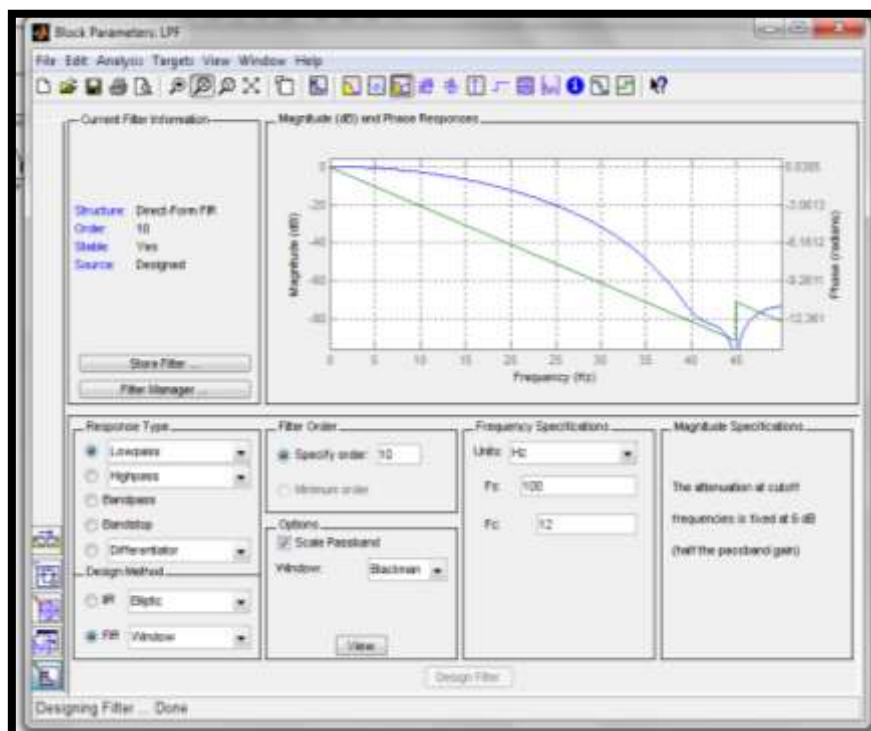 Block Parameters: LPF
File Edit Analysis Targets View Window Help
Current Filter Information
Structure: Direct-Form FIR
Order: 10
Stable: Yes
Source: Designed
Store Filter ...
Filter Manager ...
Magnitude (dB) and Phase Responses
Magnitude (dB)
0
-20
-40
-60
-80
0 5 10 15 20 25 30 35 40 45
Frequency (Hz)
Phase (radians)
Response Type
Lowpass
Highpass
Bandpass
Bandstop
Differentiator
Design Method
IIR Elliptic
FIR Window
Filter Order
Specify order: 10
Minimum order
Options
Scale Passband
Window: Blackman
View
Frequency Specifications
Units: Hz
Fs: 100
Fc: 12
Magnitude Specifications
The attenuation at cutoff
frequencies is fixed at 6 dB
(half the passband gain)
Design Filter
Designing Filter ... Done